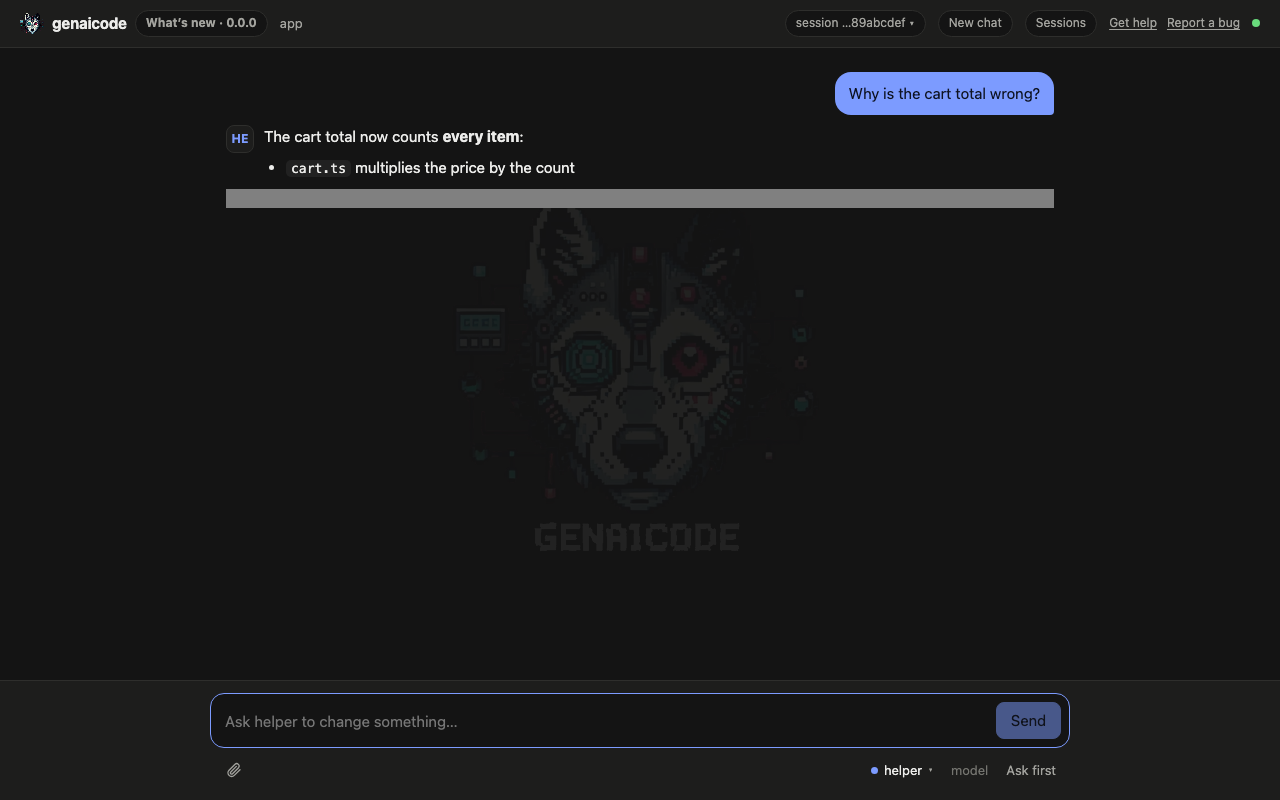 genaicode What's new · 0.0.0 app session …89abcdef ▾ New chat Sessions Get help Report a bug
Why is the cart total wrong?
HE The cart total now counts every item:
• cart.ts multiplies the price by the count
GENAICODE
Ask helper to change something... Send
helper ▾ model Ask first